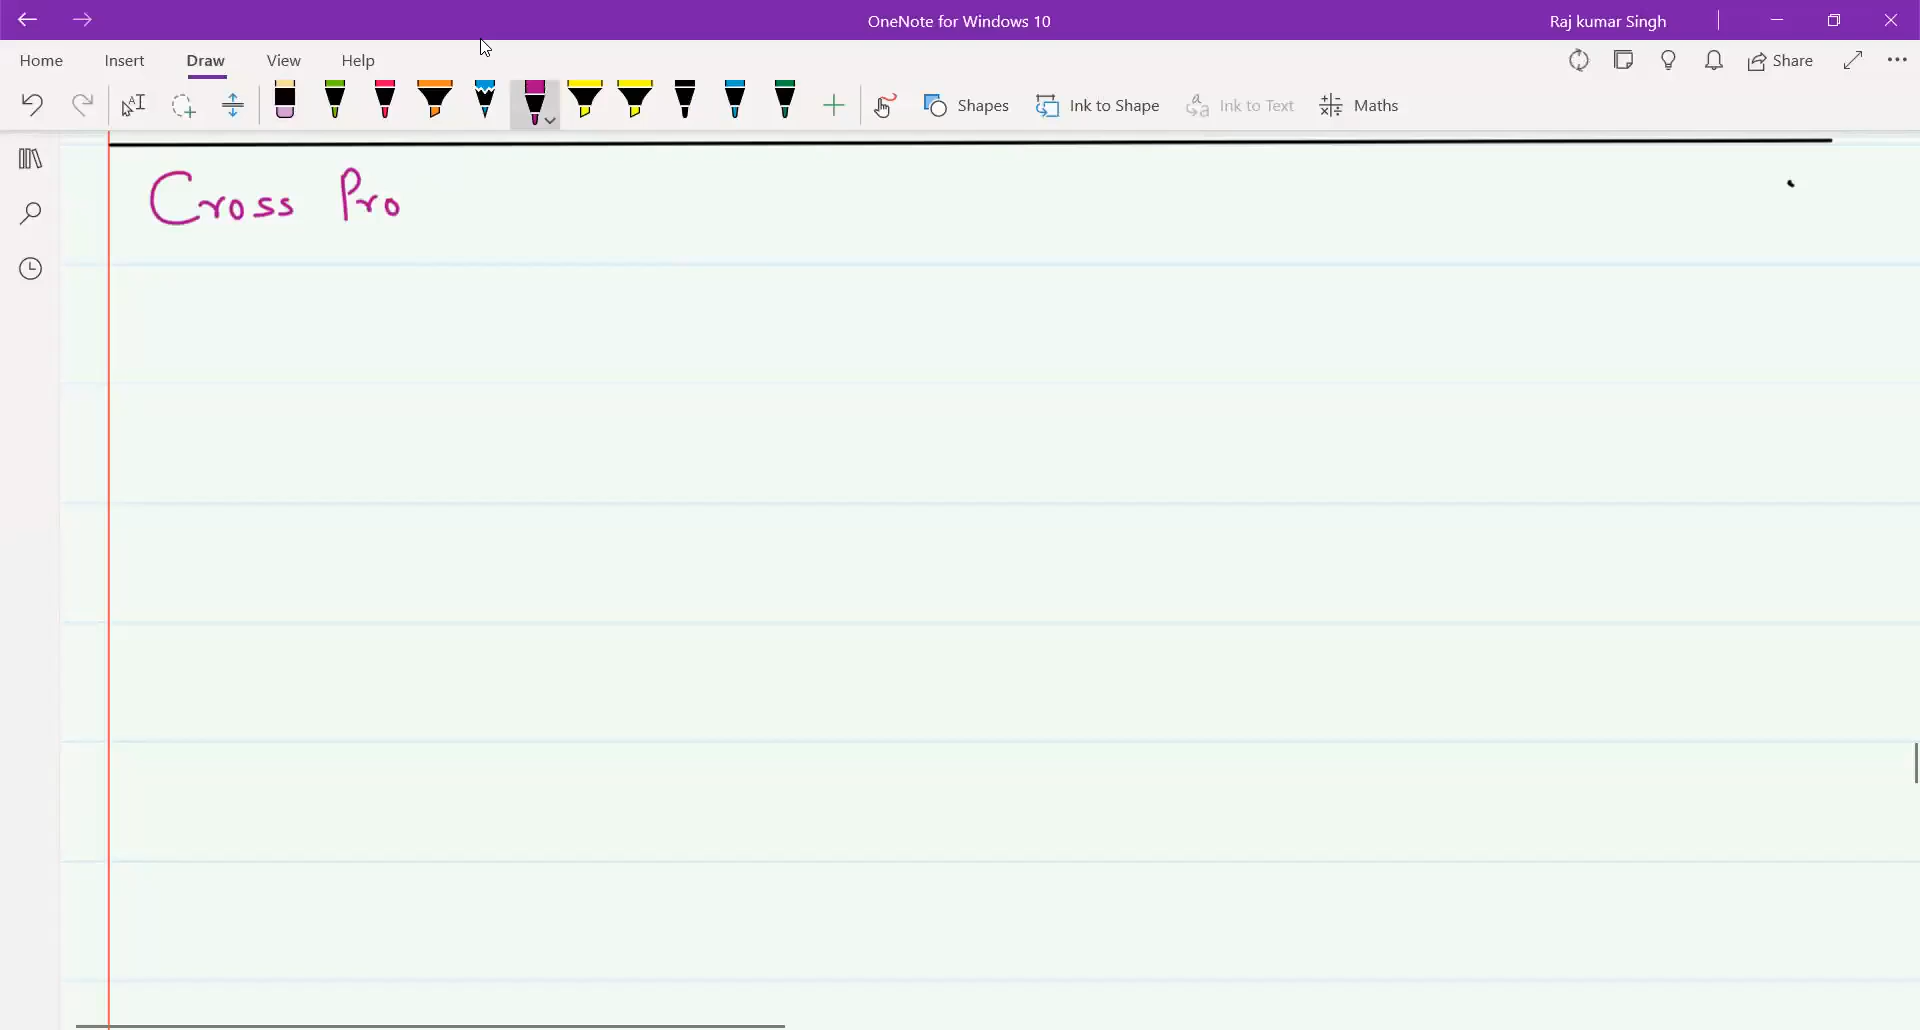 OneNote for Windows 10
Raj kumar Singh
Home Insert Draw View Help
Share
Shapes Ink to Shape Ink to Text Maths
Cross Pro